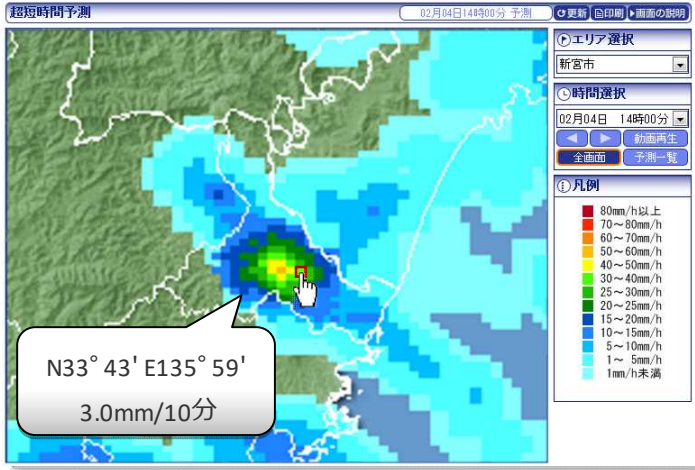 超短時間予測
02月04日14時00分 予測
更新
印刷
画面の説明
エリア選択
新宮市
時間選択
02月04日 14時00分
動画再生
全画面
予測一覧
凡例
80mm/h以上
70～80mm/h
60～70mm/h
50～60mm/h
40～50mm/h
30～40mm/h
25～30mm/h
20～25mm/h
15～20mm/h
10～15mm/h
5～10mm/h
1～ 5mm/h
1mm/h未満
N33° 43' E135° 59'
3.0mm/10分